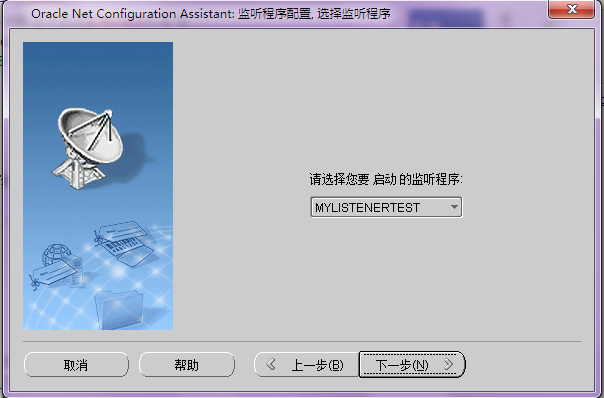 Oracle Net Configuration Assistant: 监听程序配置, 选择监听程序
请选择您要 启动 的监听程序:
MYLISTENERTEST
取消
帮助
上一步(B)
下一步(N)